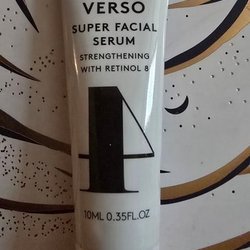 VERSO
SUPER FACIAL
SERUM
STRENGTHENING
WITH RETINOL 8
4
10ML 0.35FL.OZ